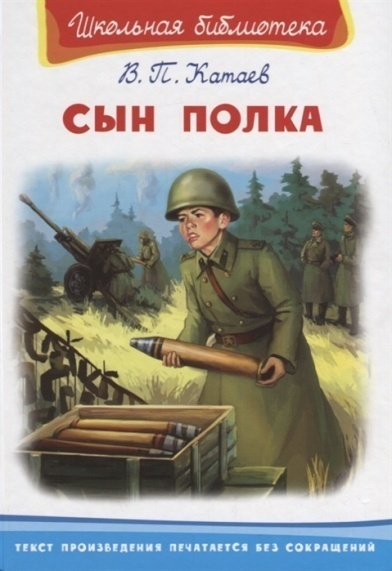 Школьная библиотека
В. П. Катаев
СЫН ПОЛКА
ТЕКСТ ПРОИЗВЕДЕНИЯ ПЕЧАТАЕТСЯ БЕЗ СОКРАЩЕНИЙ